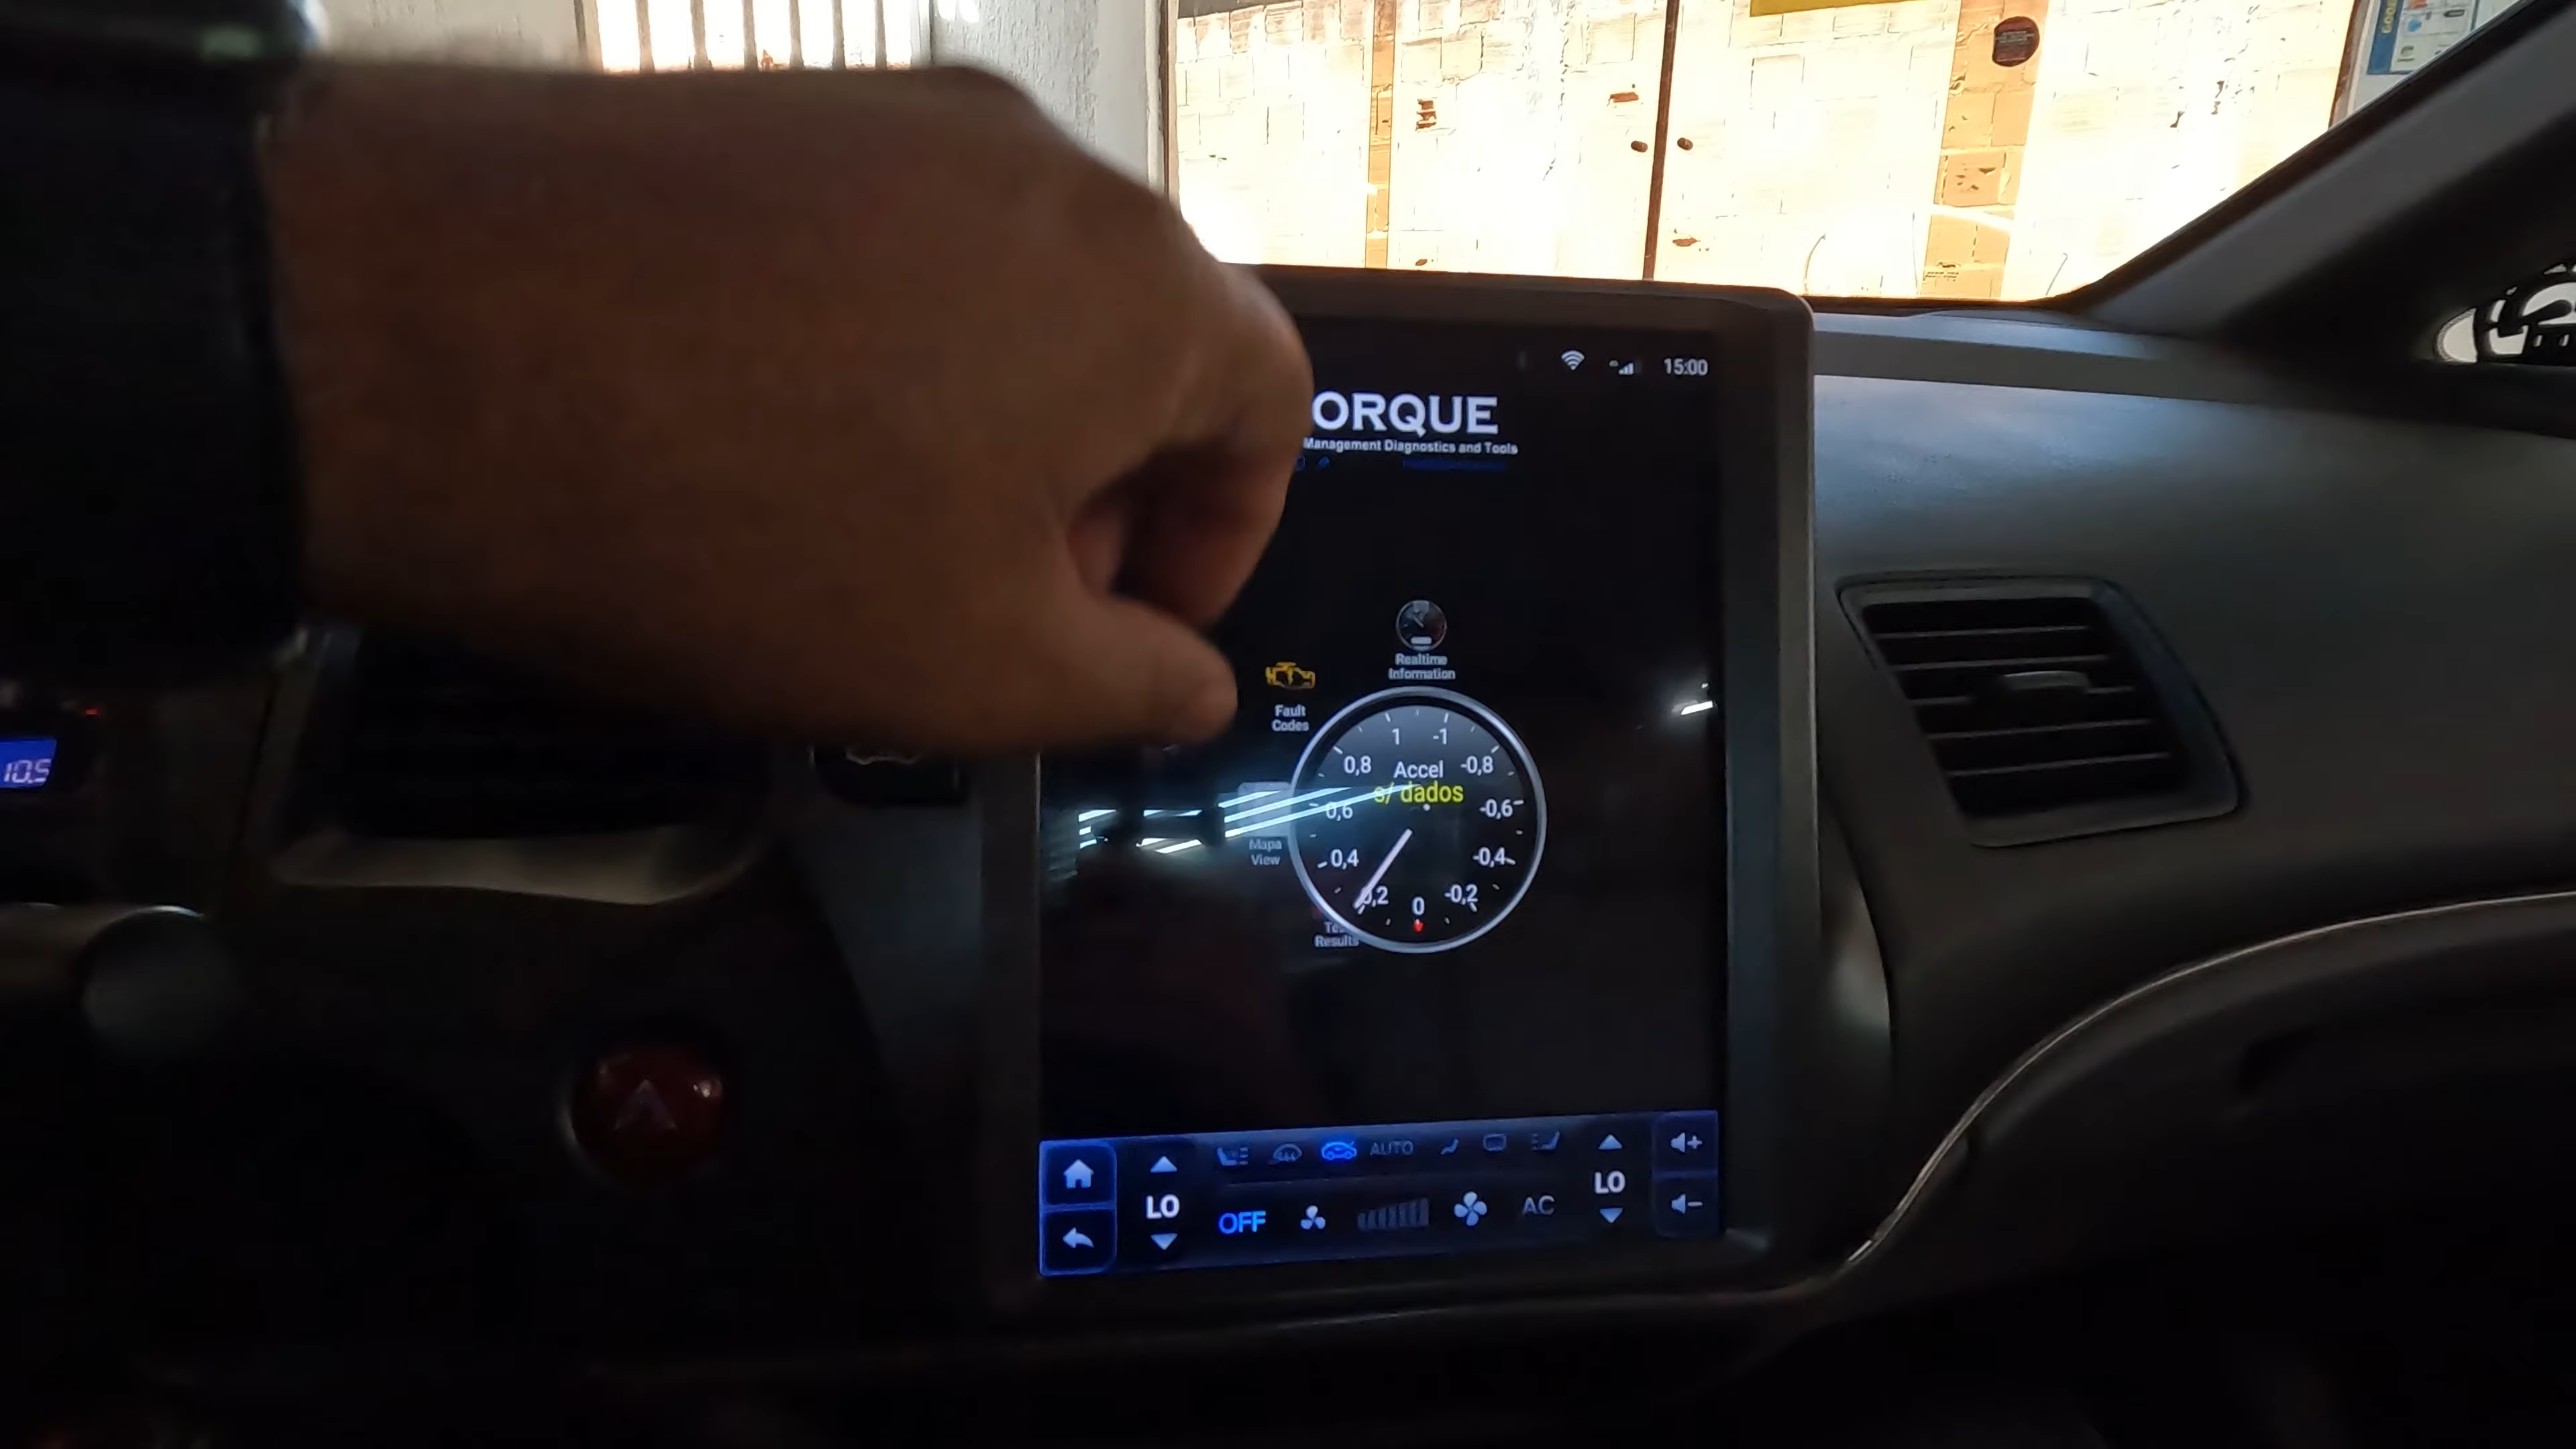 15:00
ORQUE
Management Diagnostics and Tools
Realtime
Information
Fault
Codes
1 -1
0,8 Accel -0,8
s/ dados
0,6 -0,6
Mapa
View
0,4 -0,4
0,2 0 -0,2
Results
10.5
AUTO
LO LO
OFF AC